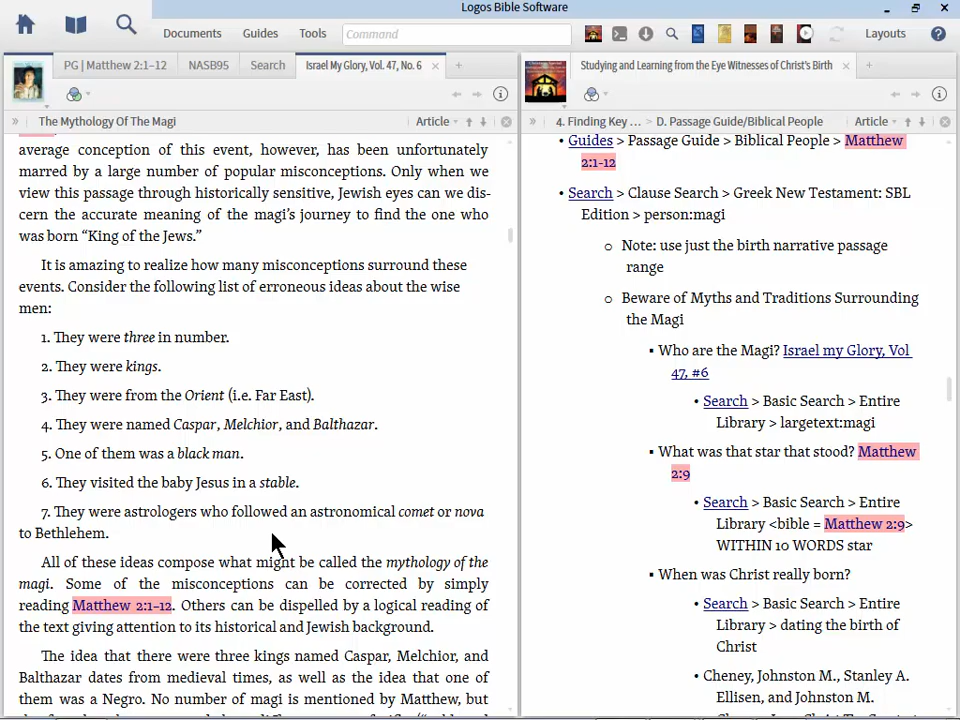 Logos Bible Software
Documents Guides Tools Command Layouts
PG | Matthew 2:1–12 NASB95 Search Israel My Glory, Vol. 47, No. 6
The Mythology Of The Magi Article
average conception of this event, however, has been unfortunately
marred by a large number of popular misconceptions. Only when we
view this passage through historically sensitive, Jewish eyes can we dis-
cern the accurate meaning of the magi’s journey to find the one who
was born “King of the Jews.”
It is amazing to realize how many misconceptions surround these
events. Consider the following list of erroneous ideas about the wise
men:
1. They were three in number.
2. They were kings.
3. They were from the Orient (i.e. Far East).
4. They were named Caspar, Melchior, and Balthazar.
5. One of them was a black man.
6. They visited the baby Jesus in a stable.
7. They were astrologers who followed an astronomical comet or nova
to Bethlehem.
All of these ideas compose what might be called the mythology of the
magi. Some of the misconceptions can be corrected by simply
reading Matthew 2:1–12. Others can be dispelled by a logical reading of
the text giving attention to its historical and Jewish background.
The idea that there were three kings named Caspar, Melchior, and
Balthazar dates from medieval times, as well as the idea that one of
them was a Negro. No number of magi is mentioned by Matthew, but
Studying and Learning from the Eye Witnesses of Christ's Birth
4. Finding Key ... > D. Passage Guide/Biblical People Article
• Guides > Passage Guide > Biblical People > Matthew
2:1-12
• Search > Clause Search > Greek New Testament: SBL
Edition > person:magi
o Note: use just the birth narrative passage
range
o Beware of Myths and Traditions Surrounding
the Magi
▪ Who are the Magi? Israel my Glory, Vol
47, #6
• Search > Basic Search > Entire
Library > largetext:magi
▪ What was that star that stood? Matthew
2:9
• Search > Basic Search > Entire
Library <bible = Matthew 2:9>
WITHIN 10 WORDS star
▪ When was Christ really born?
• Search > Basic Search > Entire
Library > dating the birth of
Christ
• Cheney, Johnston M., Stanley A.
Ellisen, and Johnston M.